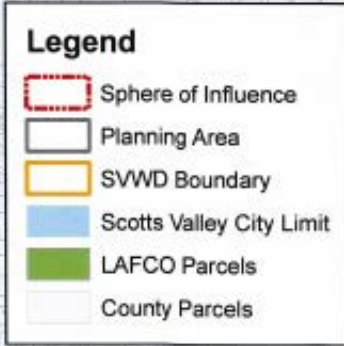 Legend
Sphere of Influence
Planning Area
SVWD Boundary
Scotts Valley City Limit
LAFCO Parcels
County Parcels